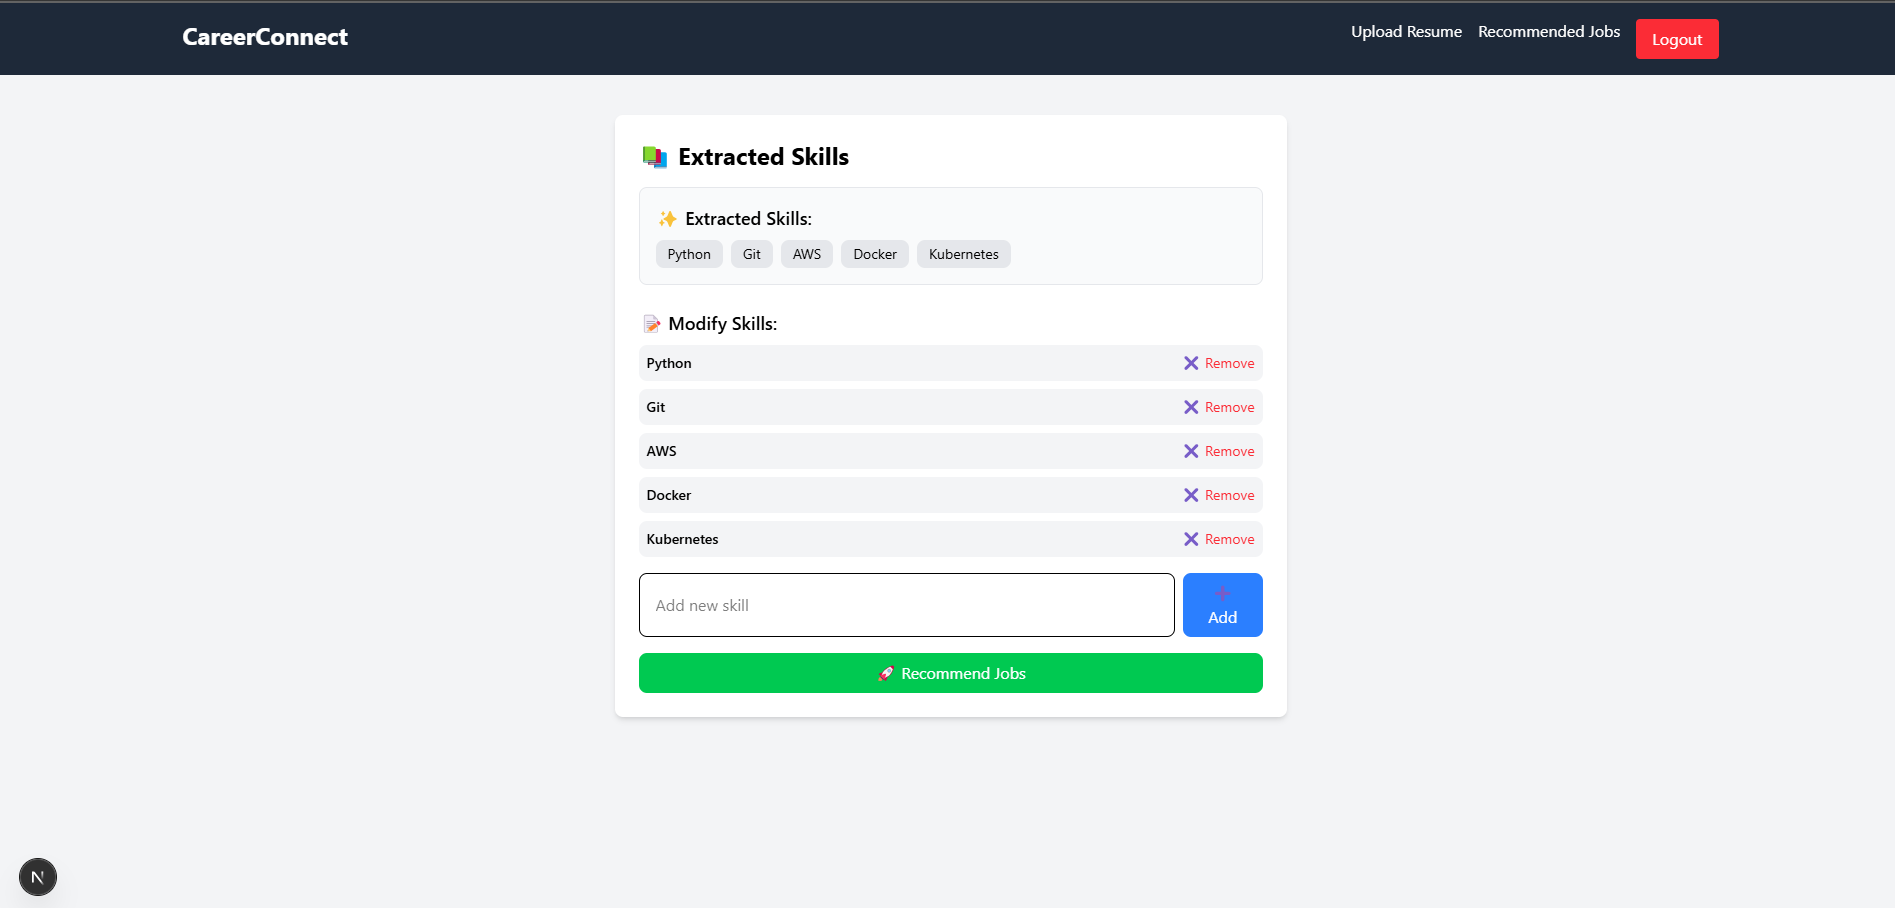 CareerConnect
Upload Resume Recommended Jobs Logout
Extracted Skills
Extracted Skills:
Python Git AWS Docker Kubernetes
Modify Skills:
Python Remove
Git Remove
AWS Remove
Docker Remove
Kubernetes Remove
Add new skill
Add
Recommend Jobs
N